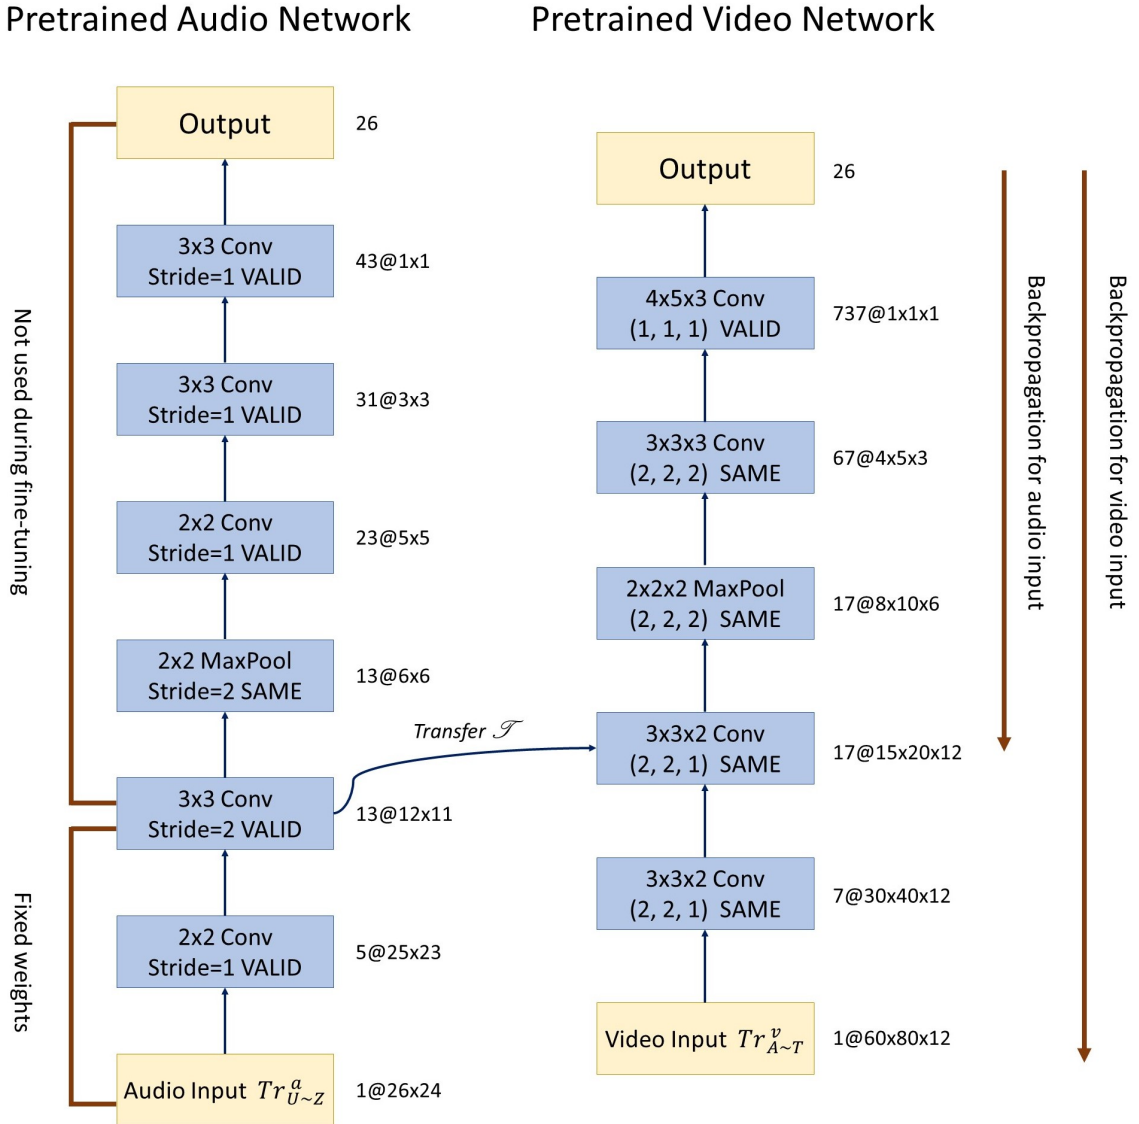 Pretrained Audio Network
Pretrained Video Network
Output
26
3x3 Conv
Stride=1 VALID
43@1x1
3x3 Conv
Stride=1 VALID
31@3x3
2x2 Conv
Stride=1 VALID
23@5x5
2x2 MaxPool
Stride=2 SAME
13@6x6
3x3 Conv
Stride=2 VALID
13@12x11
2x2 Conv
Stride=1 VALID
5@25x23
Audio Input Tr^a_{U~Z}
1@26x24
Not used during fine-tuning
Fixed weights
Transfer 𝒯
Output
26
4x5x3 Conv
(1, 1, 1) VALID
737@1x1x1
3x3x3 Conv
(2, 2, 2) SAME
67@4x5x3
2x2x2 MaxPool
(2, 2, 2) SAME
17@8x10x6
3x3x2 Conv
(2, 2, 1) SAME
17@15x20x12
3x3x2 Conv
(2, 2, 1) SAME
7@30x40x12
Video Input Tr^v_{A~T}
1@60x80x12
Backpropagation for audio input
Backpropagation for video input